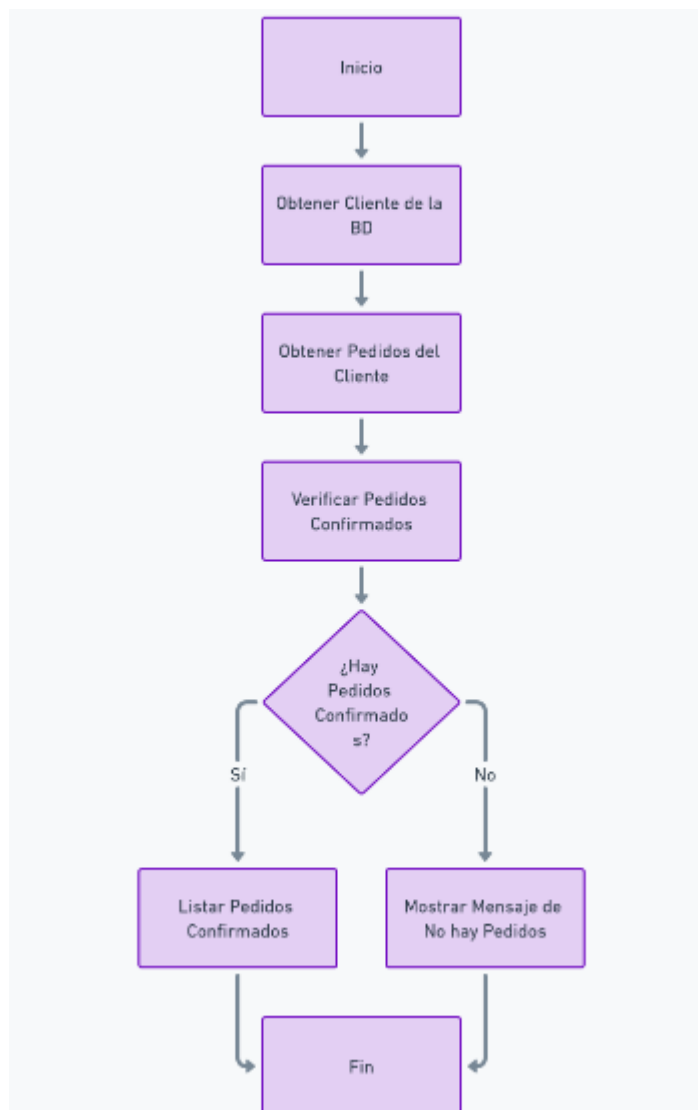 Inicio
Obtener Cliente de la
BD
Obtener Pedidos del
Cliente
Verificar Pedidos
Confirmados
¿Hay
Pedidos
Confirmado
s?
Sí
No
Listar Pedidos
Confirmados
Mostrar Mensaje de
No hay Pedidos
Fin